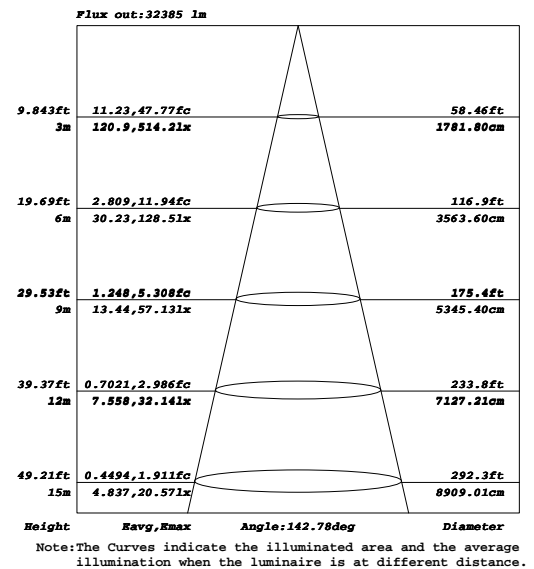 Flux out:32385 lm
9.843ft 11.23,47.77fc 58.46ft
3m 120.9,514.2lx 1781.80cm
19.69ft 2.809,11.94fc 116.9ft
6m 30.23,128.5lx 3563.60cm
29.53ft 1.248,5.308fc 175.4ft
9m 13.44,57.13lx 5345.40cm
39.37ft 0.7021,2.986fc 233.8ft
12m 7.558,32.14lx 7127.21cm
49.21ft 0.4494,1.911fc 292.3ft
15m 4.837,20.57lx 8909.01cm
Height Eavg,Emax Angle:142.78deg Diameter
Note:The Curves indicate the illuminated area and the average
illumination when the luminaire is at different distance.